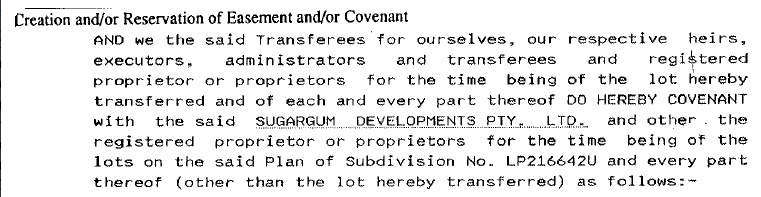 Creation and/or Reservation of Easement and/or Covenant
AND we the said Transferees for ourselves, our respective heirs,
executors, administrators and transferees and registered
proprietor or proprietors for the time being of the lot hereby
transferred and of each and every part thereof DO HEREBY COVENANT
with the said SUGARGUM DEVELOPMENTS PTY. LTD. and other the
registered proprietor or proprietors for the time being of the
lots on the said Plan of Subdivision No. LP216642U and every part
thereof (other than the lot hereby transferred) as follows:-